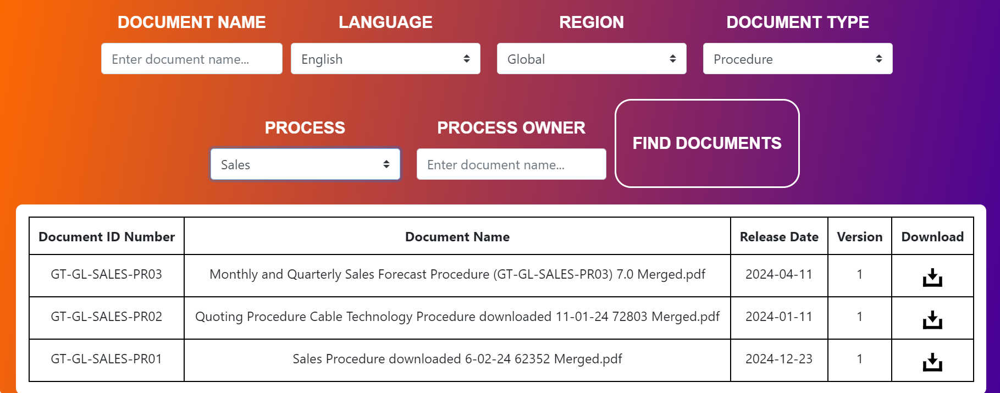 DOCUMENT NAME LANGUAGE REGION DOCUMENT TYPE
Enter document name... English Global Procedure
PROCESS PROCESS OWNER FIND DOCUMENTS
Sales Enter document name...
Document ID Number Document Name Release Date Version Download
GT-GL-SALES-PR03 Monthly and Quarterly Sales Forecast Procedure (GT-GL-SALES-PR03) 7.0 Merged.pdf 2024-04-11 1
GT-GL-SALES-PR02 Quoting Procedure Cable Technology Procedure downloaded 11-01-24 72803 Merged.pdf 2024-01-11 1
GT-GL-SALES-PR01 Sales Procedure downloaded 6-02-24 62352 Merged.pdf 2024-12-23 1